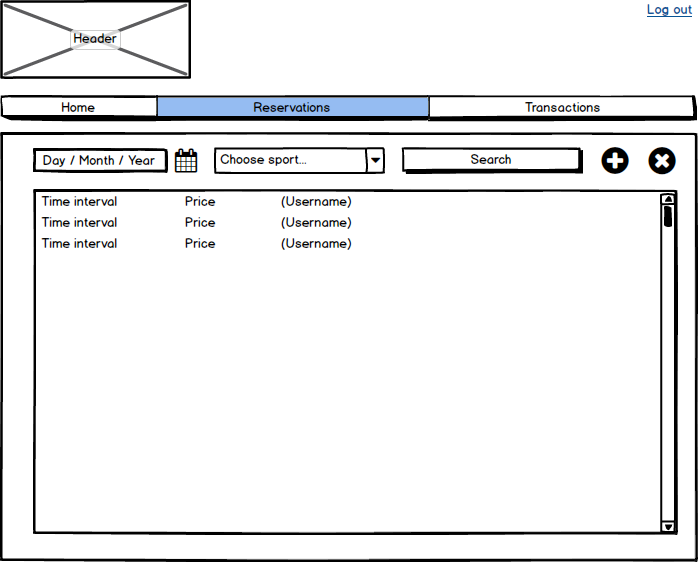 Log out
Header
Home Reservations Transactions
Day / Month / Year Choose sport... Search
Time interval Price (Username)
Time interval Price (Username)
Time interval Price (Username)